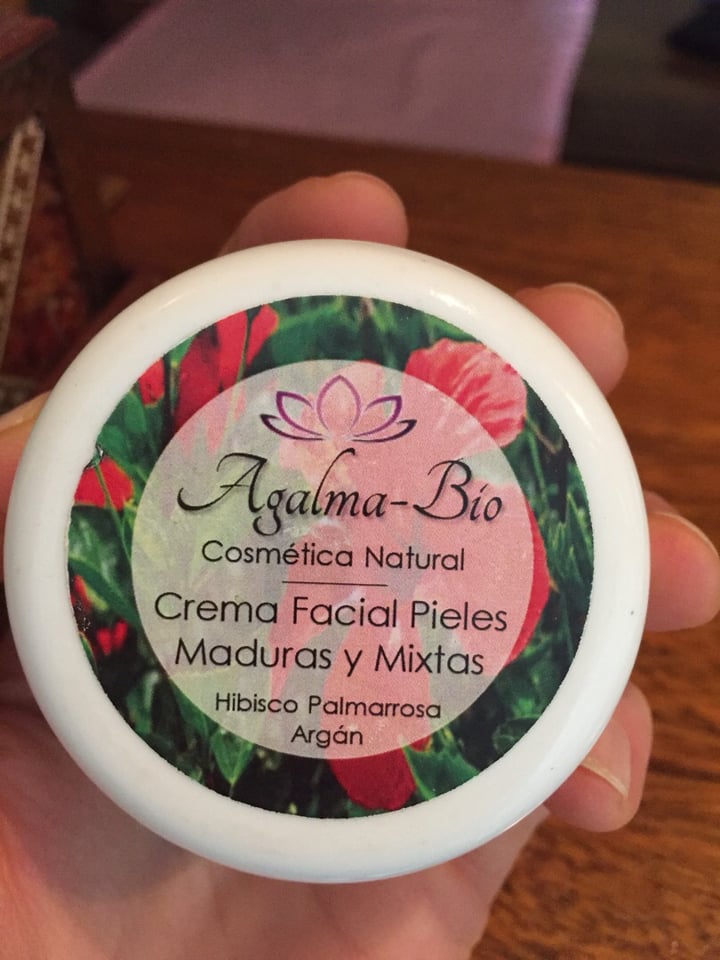 Agalma-Bio
Cosmética Natural
Crema Facial Pieles
Maduras y Mixtas
Hibisco Palmarrosa
Argán